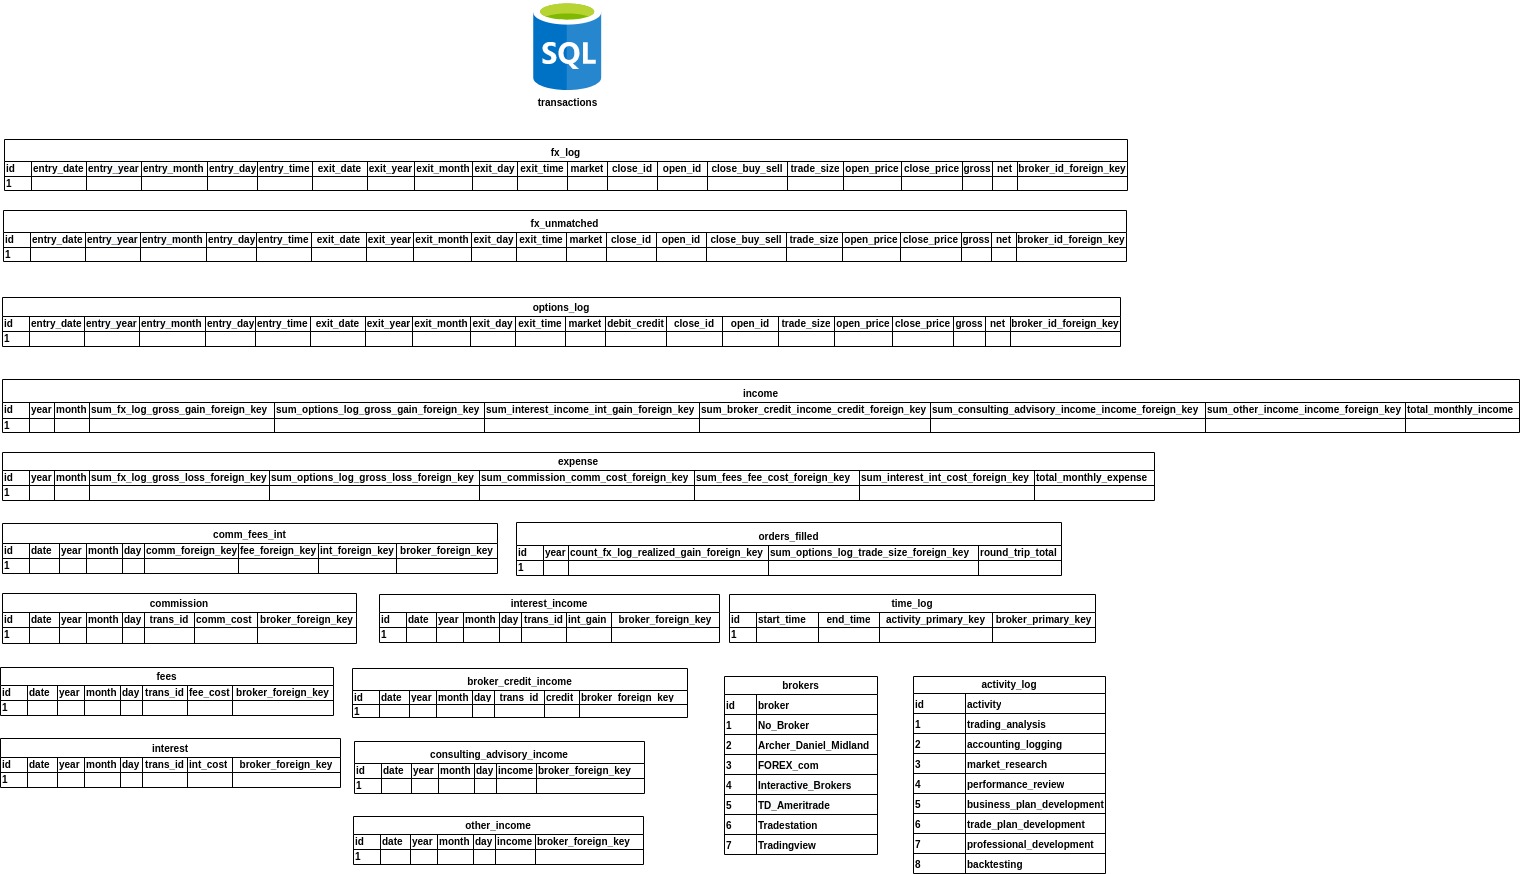 SQL
transactions
fx_log
id entry_date entry_year entry_month entry_day entry_time exit_date exit_year exit_month exit_day exit_time market close_id open_id close_buy_sell trade_size open_price close_price gross net broker_id_foreign_key
1
fx_unmatched
id entry_date entry_year entry_month entry_day entry_time exit_date exit_year exit_month exit_day exit_time market close_id open_id close_buy_sell trade_size open_price close_price gross net broker_id_foreign_key
1
options_log
id entry_date entry_year entry_month entry_day entry_time exit_date exit_year exit_month exit_day exit_time market debit_credit close_id open_id trade_size open_price close_price gross net broker_id_foreign_key
1
income
id year month sum_fx_log_gross_gain_foreign_key sum_options_log_gross_gain_foreign_key sum_interest_income_int_gain_foreign_key sum_broker_credit_income_credit_foreign_key sum_consulting_advisory_income_income_foreign_key sum_other_income_income_foreign_key total_monthly_income
1
expense
id year month sum_fx_log_gross_loss_foreign_key sum_options_log_gross_loss_foreign_key sum_commission_comm_cost_foreign_key sum_fees_fee_cost_foreign_key sum_interest_int_cost_foreign_key total_monthly_expense
1
comm_fees_int
id date year month day comm_foreign_key fee_foreign_key int_foreign_key broker_foreign_key
1
orders_filled
id year count_fx_log_realized_gain_foreign_key sum_options_log_trade_size_foreign_key round_trip_total
1
commission
id date year month day trans_id comm_cost broker_foreign_key
1
interest_income
id date year month day trans_id int_gain broker_foreign_key
1
time_log
id start_time end_time activity_primary_key broker_primary_key
1
fees
id date year month day trans_id fee_cost broker_foreign_key
1
broker_credit_income
id date year month day trans_id credit broker_foreign_key
1
interest
id date year month day trans_id int_cost broker_foreign_key
1
consulting_advisory_income
id date year month day income broker_foreign_key
1
other_income
id date year month day income broker_foreign_key
1
brokers
id broker
1 No_Broker
2 Archer_Daniel_Midland
3 FOREX_com
4 Interactive_Brokers
5 TD_Ameritrade
6 Tradestation
7 Tradingview
activity_log
id activity
1 trading_analysis
2 accounting_logging
3 market_research
4 performance_review
5 business_plan_development
6 trade_plan_development
7 professional_development
8 backtesting